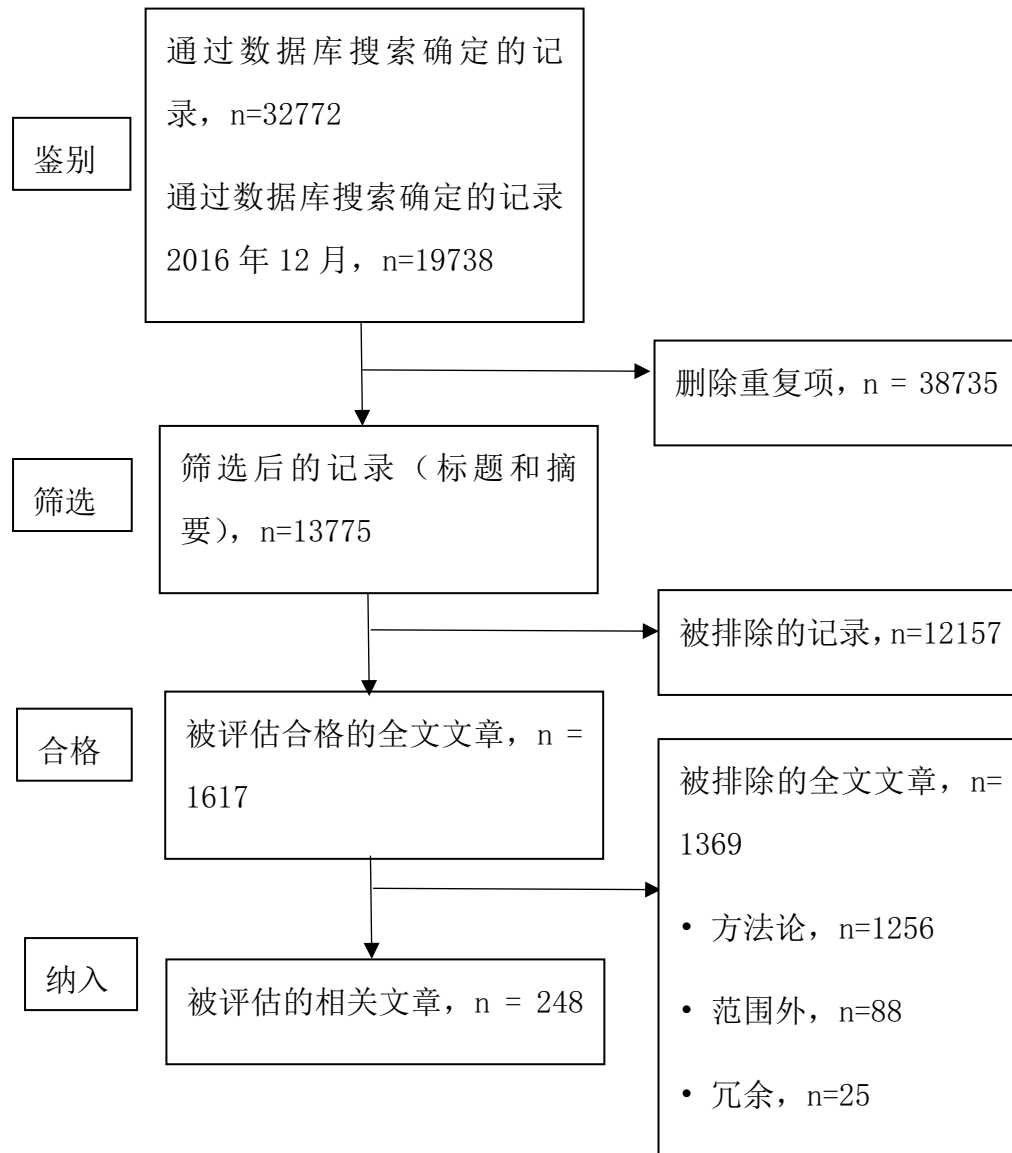 鉴别
通过数据库搜索确定的记
录，n=32772
通过数据库搜索确定的记录
2016年12月，n=19738
删除重复项，n = 38735
筛选
筛选后的记录（标题和摘
要），n=13775
被排除的记录，n=12157
合格
被评估合格的全文文章，n =
1617
被排除的全文文章，n=
1369
• 方法论，n=1256
• 范围外，n=88
• 冗余，n=25
纳入
被评估的相关文章，n = 248